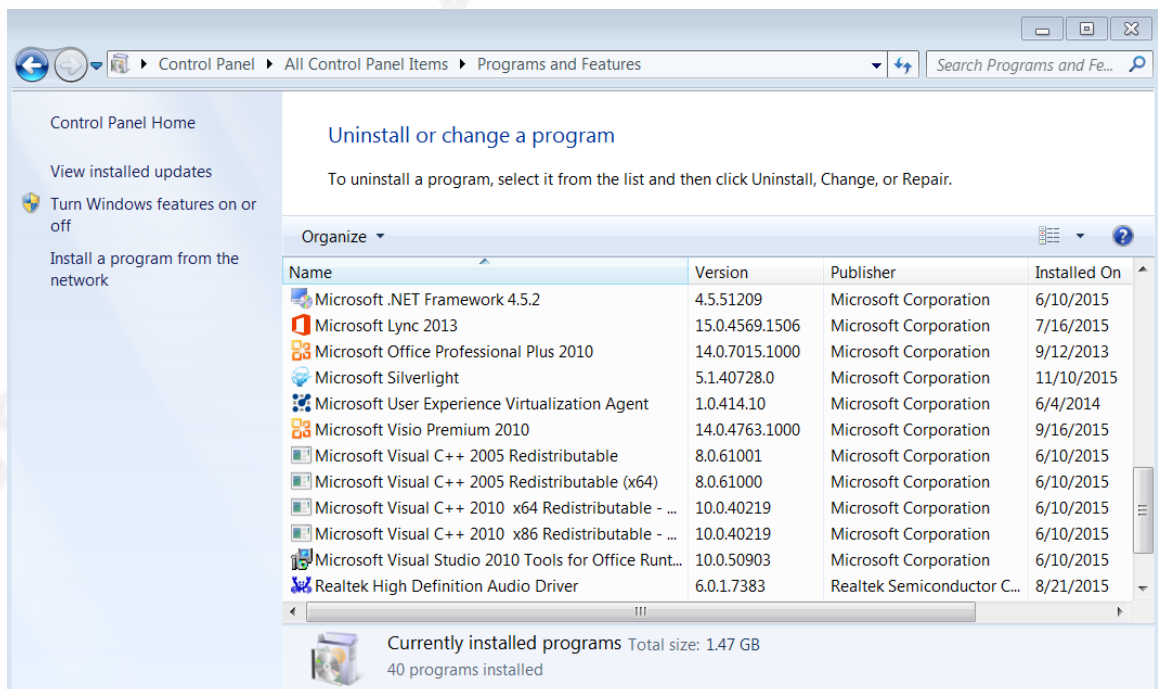 Control Panel All Control Panel Items Programs and Features Search Programs and Fe...
Control Panel Home
View installed updates
Turn Windows features on or
off
Install a program from the
network
Uninstall or change a program
To uninstall a program, select it from the list and then click Uninstall, Change, or Repair.
Organize
Name Version Publisher Installed On
Microsoft .NET Framework 4.5.2 4.5.51209 Microsoft Corporation 6/10/2015
Microsoft Lync 2013 15.0.4569.1506 Microsoft Corporation 7/16/2015
Microsoft Office Professional Plus 2010 14.0.7015.1000 Microsoft Corporation 9/12/2013
Microsoft Silverlight 5.1.40728.0 Microsoft Corporation 11/10/2015
Microsoft User Experience Virtualization Agent 1.0.414.10 Microsoft Corporation 6/4/2014
Microsoft Visio Premium 2010 14.0.4763.1000 Microsoft Corporation 9/16/2015
Microsoft Visual C++ 2005 Redistributable 8.0.61001 Microsoft Corporation 6/10/2015
Microsoft Visual C++ 2005 Redistributable (x64) 8.0.61000 Microsoft Corporation 6/10/2015
Microsoft Visual C++ 2010 x64 Redistributable - ... 10.0.40219 Microsoft Corporation 6/10/2015
Microsoft Visual C++ 2010 x86 Redistributable - ... 10.0.40219 Microsoft Corporation 6/10/2015
Microsoft Visual Studio 2010 Tools for Office Runt... 10.0.50903 Microsoft Corporation 6/10/2015
Realtek High Definition Audio Driver 6.0.1.7383 Realtek Semiconductor C... 8/21/2015
Currently installed programs Total size: 1.47 GB
40 programs installed